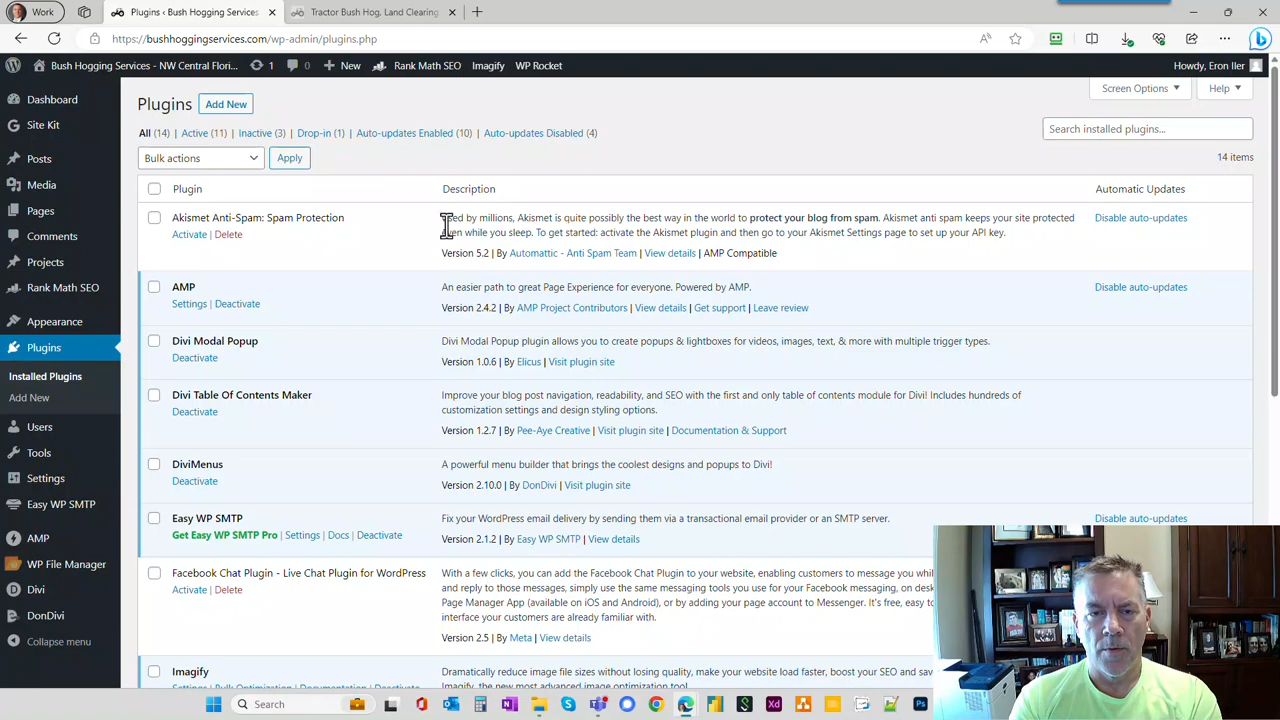 Work
Plugins ‹ Bush Hogging Services
Tractor Bush Hog, Land Clearing
https://bushhoggingservices.com/wp-admin/plugins.php
Bush Hogging Services - NW Central Flori... 1 0 New Rank Math SEO Imagify WP Rocket Howdy, Eron Iler
Dashboard
Site Kit
Posts
Media
Pages
Comments
Projects
Rank Math SEO
Appearance
Plugins
Installed Plugins
Add New
Users
Tools
Settings
Easy WP SMTP
AMP
WP File Manager
Divi
DonDivi
Collapse menu
Screen Options Help
Plugins Add New
All (14) | Active (11) | Inactive (3) | Drop-in (1) | Auto-updates Enabled (10) | Auto-updates Disabled (4)
Search installed plugins...
Bulk actions Apply
14 items
Plugin Description Automatic Updates
Akismet Anti-Spam: Spam Protection
Activate | Delete
by millions, Akismet is quite possibly the best way in the world to protect your blog from spam. Akismet anti spam keeps your site protected
while you sleep. To get started: activate the Akismet plugin and then go to your Akismet Settings page to set up your API key.
Version 5.2 | By Automattic - Anti Spam Team | View details | AMP Compatible
Disable auto-updates
AMP
Settings | Deactivate
An easier path to great Page Experience for everyone. Powered by AMP.
Version 2.4.2 | By AMP Project Contributors | View details | Get support | Leave review
Disable auto-updates
Divi Modal Popup
Deactivate
Divi Modal Popup plugin allows you to create popups & lightboxes for videos, images, text, & more with multiple trigger types.
Version 1.0.6 | By Elicus | Visit plugin site
Divi Table Of Contents Maker
Deactivate
Improve your blog post navigation, readability, and SEO with the first and only table of contents module for Divi! Includes hundreds of
customization settings and design styling options.
Version 1.2.7 | By Pee-Aye Creative | Visit plugin site | Documentation & Support
DiviMenus
Deactivate
A powerful menu builder that brings the coolest designs and popups to Divi!
Version 2.10.0 | By DonDivi | Visit plugin site
Easy WP SMTP
Get Easy WP SMTP Pro | Settings | Docs | Deactivate
Fix your WordPress email delivery by sending them via a transactional email provider or an SMTP server.
Version 2.1.2 | By Easy WP SMTP | View details
Disable auto-updates
Facebook Chat Plugin - Live Chat Plugin for WordPress
Activate | Delete
With a few clicks, you can add the Facebook Chat Plugin to your website, enabling customers to message you
and reply to those messages, simply use the same messaging tools you use for your Facebook messaging, on
Page Manager App (available on iOS and Android), or by adding your page account to Messenger. It's free, easy to
interface your customers are already familiar with.
Version 2.5 | By Meta | View details
Imagify
Settings | Bulk Optimization | Documentation | Deactivate
Dramatically reduce image file sizes without losing quality, make your website load faster, boost your SEO and
Imagify, the new most advanced image optimization tool.
Search